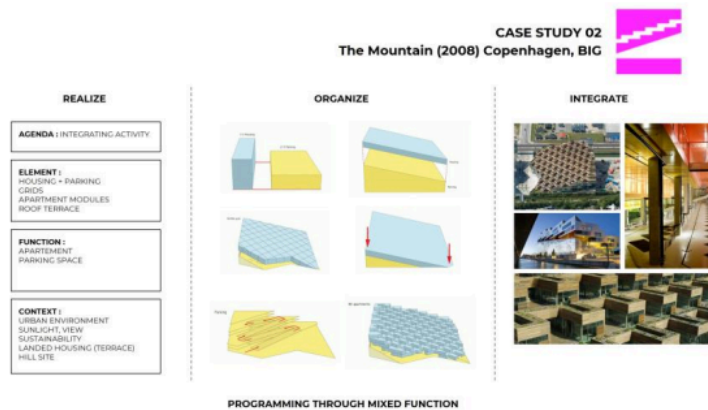 CASE STUDY 02
The Mountain (2008) Copenhagen, BIG
REALIZE
AGENDA : INTEGRATING ACTIVITY
ELEMENT :
HOUSING + PARKING
GRIDS
APARTMENT MODULES
ROOF TERRACE
FUNCTION :
APARTEMENT
PARKING SPACE
CONTEXT :
URBAN ENVIRONMENT
SUNLIGHT, VIEW
SUSTAINABILITY
LANDED HOUSING (TERRACE)
HILL SITE
ORGANIZE
Parking
INTEGRATE
PROGRAMMING THROUGH MIXED FUNCTION